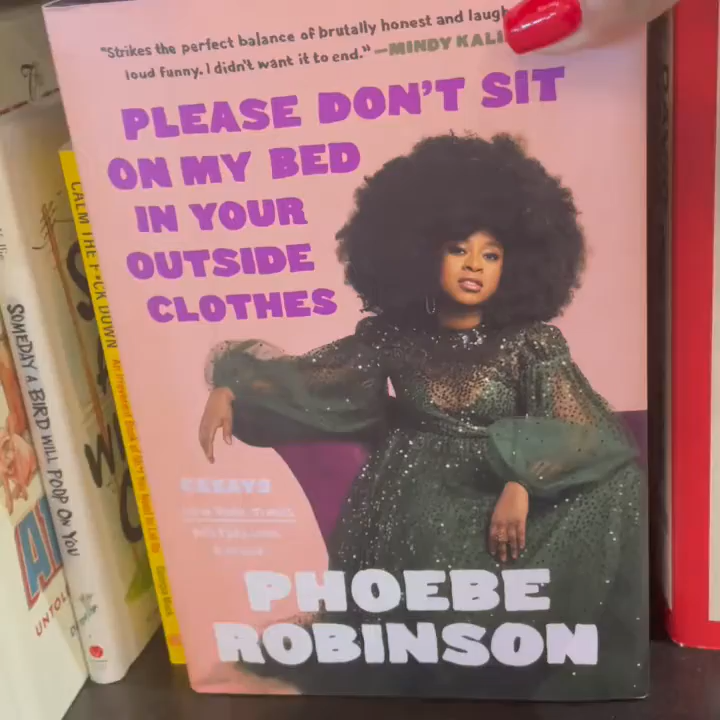 "Strikes the perfect balance of brutally honest and laugh
loud funny. I didn't want it to end." —MINDY KALI
PLEASE DON'T SIT
ON MY BED
IN YOUR
OUTSIDE
CLOTHES
ESSAYS
PHOEBE
ROBINSON
CALM THE F*CK DOWN
SOMEDAY A BIRD WILL POOP ON YOU
UNTOL